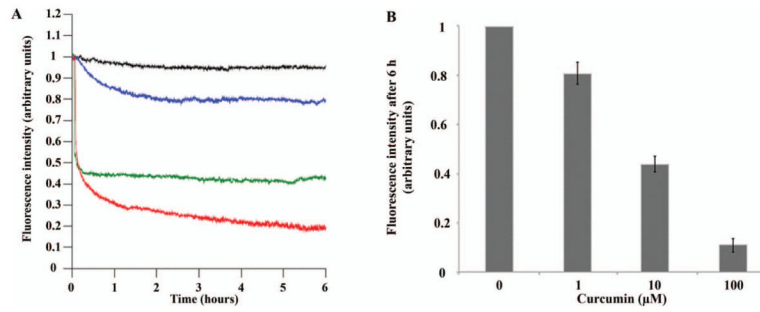 A
Fluorescence intensity (arbitrary units)
1.2
1.1
1
0.9
0.8
0.7
0.6
0.5
0.4
0.3
0.2
0.1
0
0 1 2 3 4 5 6
Time (hours)
B
Fluorescence intensity after 6 h
(arbitrary units)
1
0.8
0.6
0.4
0.2
0
0 1 10 100
Curcumin (µM)